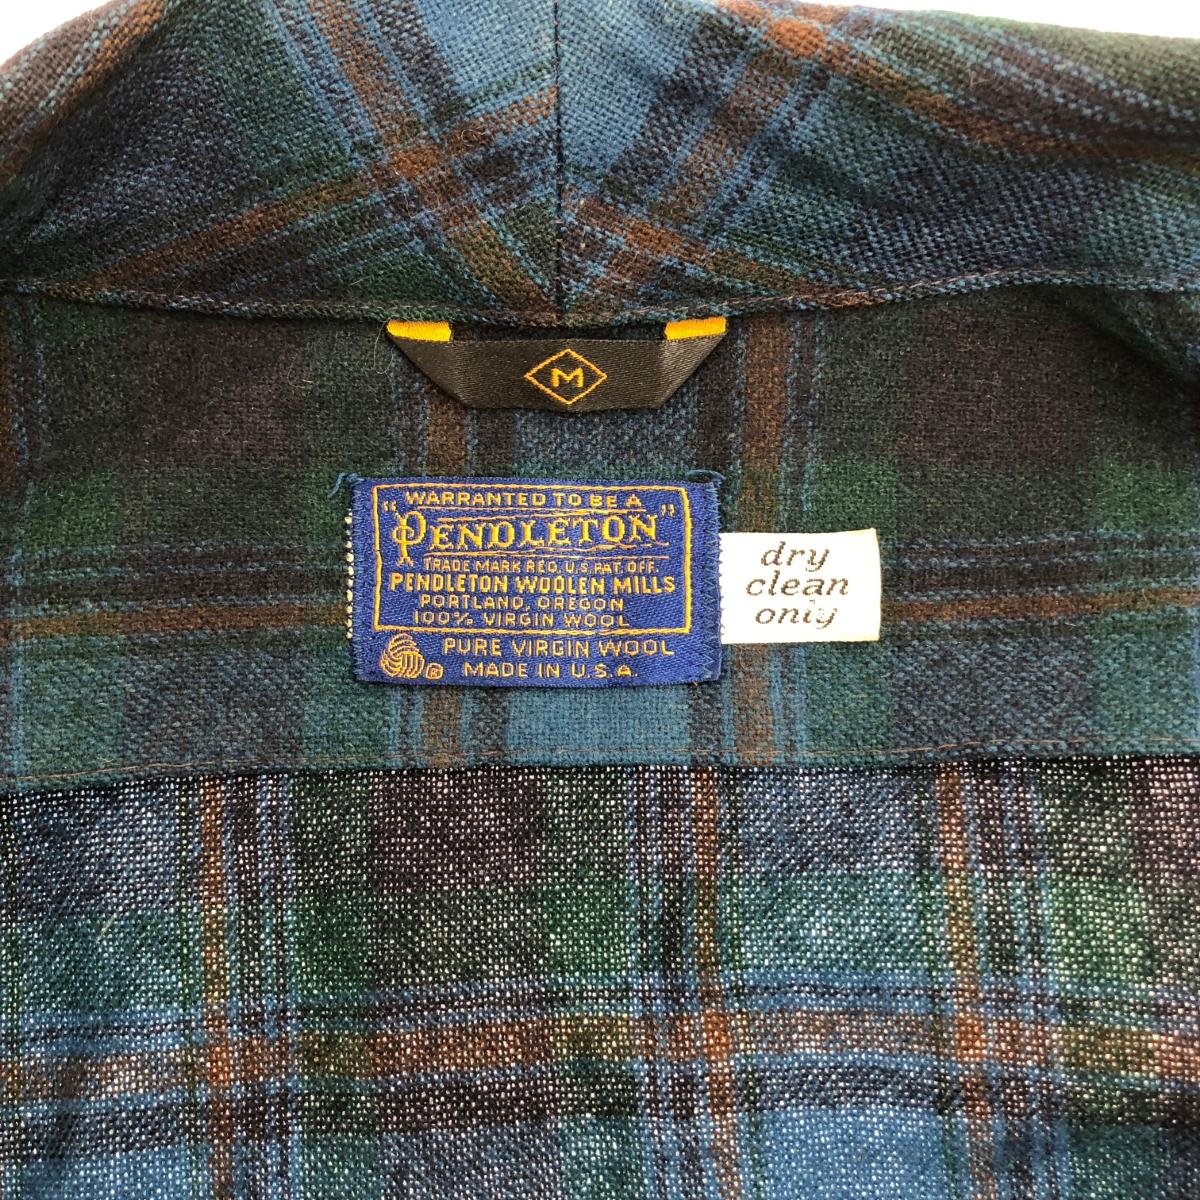 M
WARRANTED TO BE A
"PENDLETON"
TRADE MARK REG. U.S. PAT. OFF.
PENDLETON WOOLEN MILLS
PORTLAND, OREGON
100% VIRGIN WOOL
PURE VIRGIN WOOL
® MADE IN U.S.A.
dry
clean
only